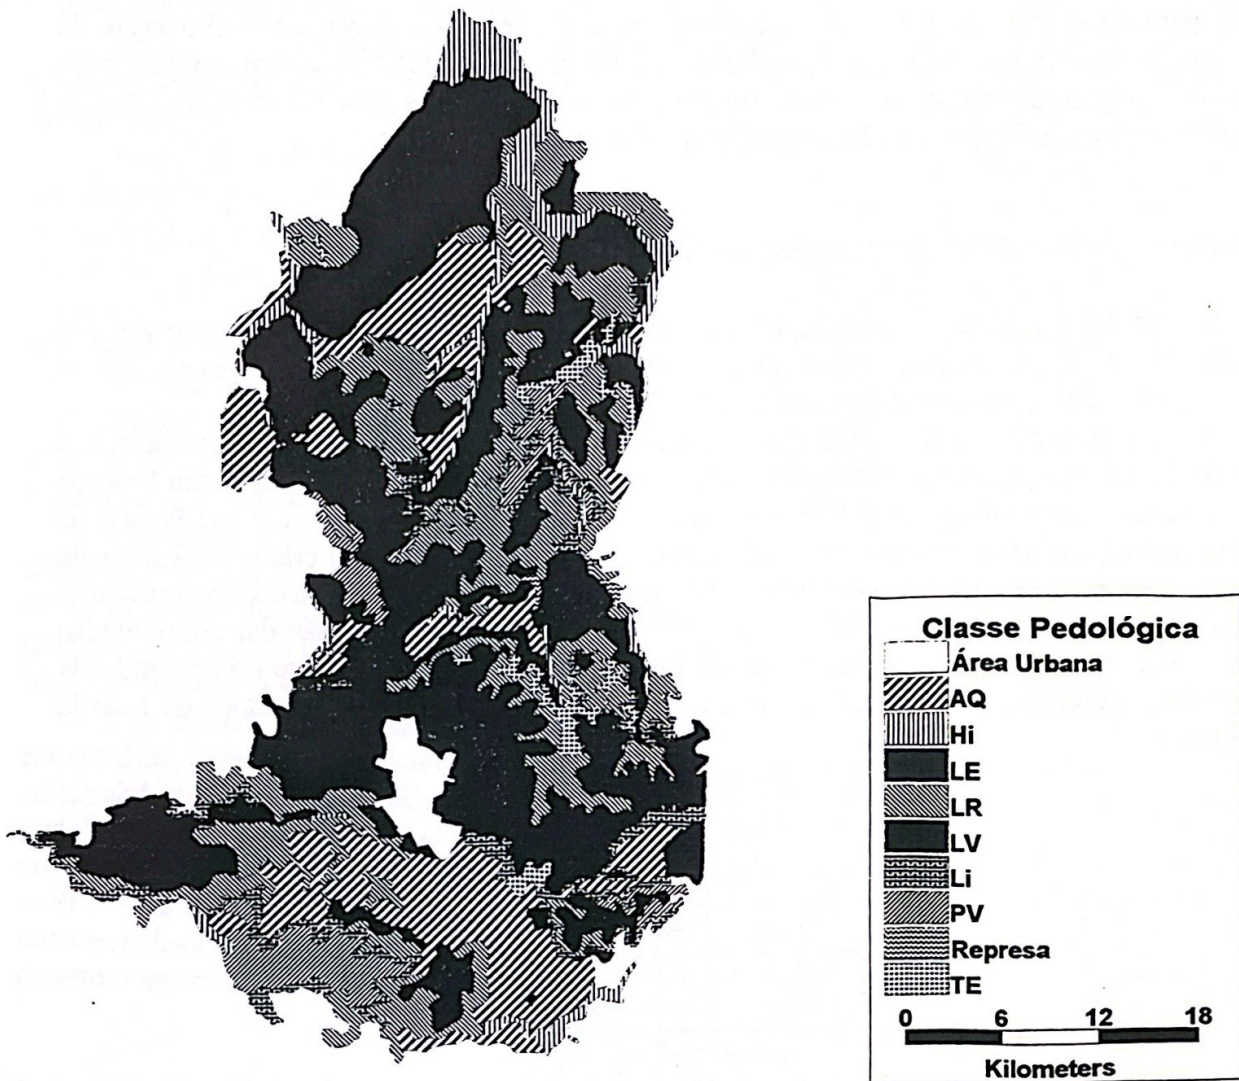 Classe Pedológica
Área Urbana
AQ
Hi
LE
LR
LV
Li
PV
Represa
TE
0 6 12 18
Kilometers